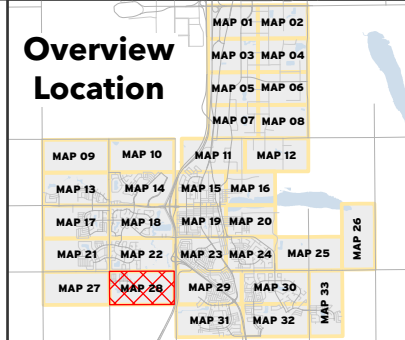 Overview
Location
MAP 01 MAP 02
MAP 03 MAP 04
MAP 05 MAP 06
MAP 07 MAP 08
MAP 09 MAP 10 MAP 11 MAP 12
MAP 13 MAP 14 MAP 15 MAP 16
MAP 17 MAP 18 MAP 19 MAP 20
MAP 26
MAP 21 MAP 22 MAP 23 MAP 24 MAP 25
MAP 27 MAP 28 MAP 29 MAP 30
MAP 33
MAP 31 MAP 32